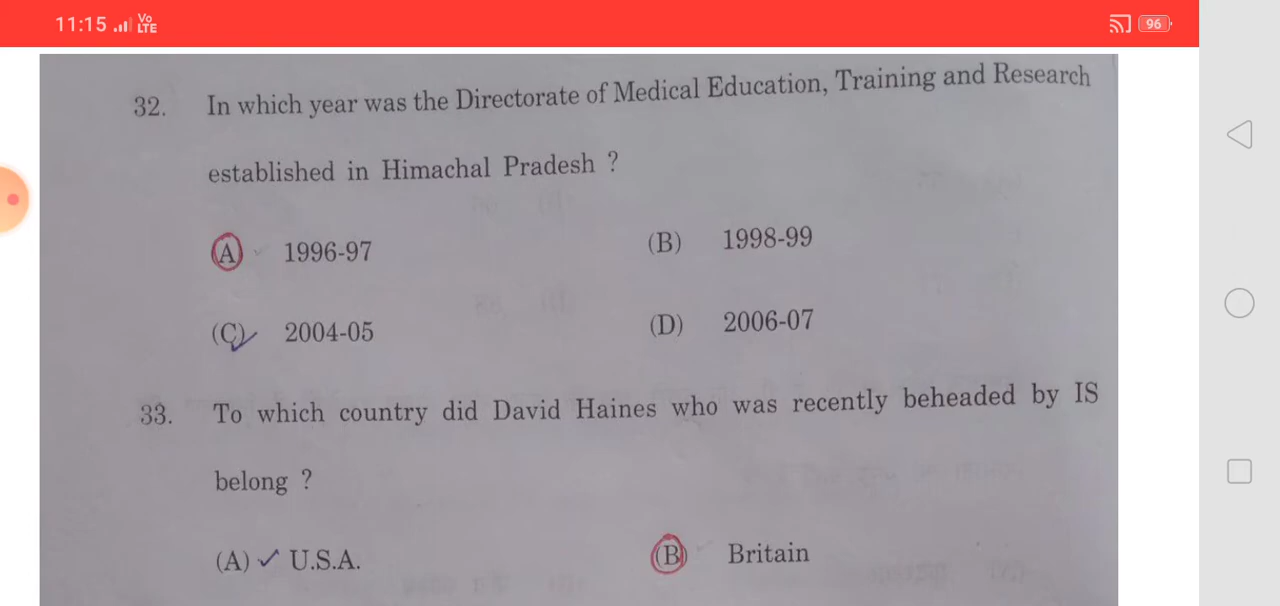 11:15 Vo LTE 96
32. In which year was the Directorate of Medical Education, Training and Research
established in Himachal Pradesh ?
(A) 1996-97 (B) 1998-99
(C) 2004-05 (D) 2006-07
33. To which country did David Haines who was recently beheaded by IS
belong ?
(A) U.S.A. (B) Britain